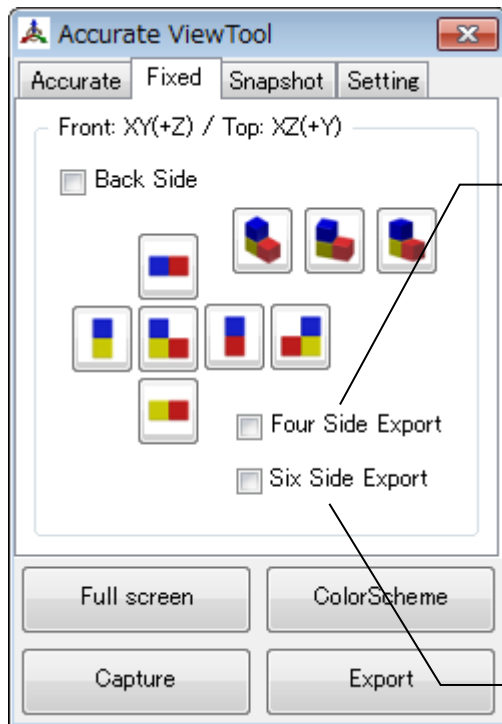 Accurate ViewTool
Accurate Fixed Snapshot Setting
Front: XY(+Z) / Top: XZ(+Y)
Back Side
Four Side Export
Six Side Export
Full screen ColorScheme
Capture Export